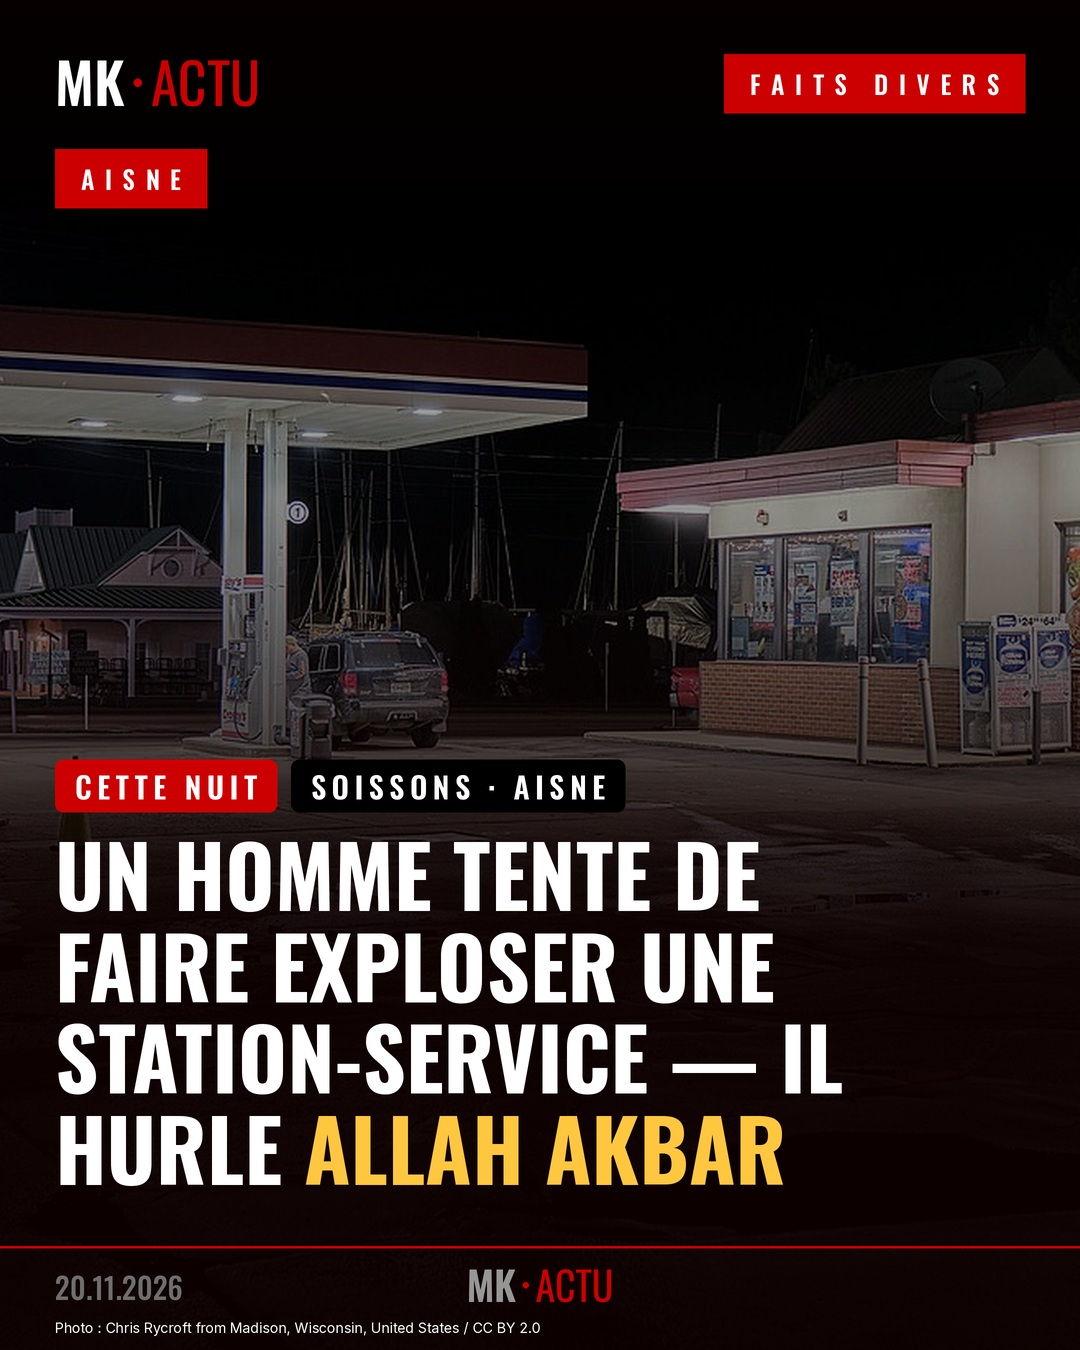 MK · ACTU
FAITS DIVERS
AISNE
1
CETTE NUIT
SOISSONS · AISNE
UN HOMME TENTE DE
FAIRE EXPLOSER UNE
STATION-SERVICE — IL
HURLE ALLAH AKBAR
20.11.2026
MK · ACTU
Photo : Chris Rycroft from Madison, Wisconsin, United States / CC BY 2.0